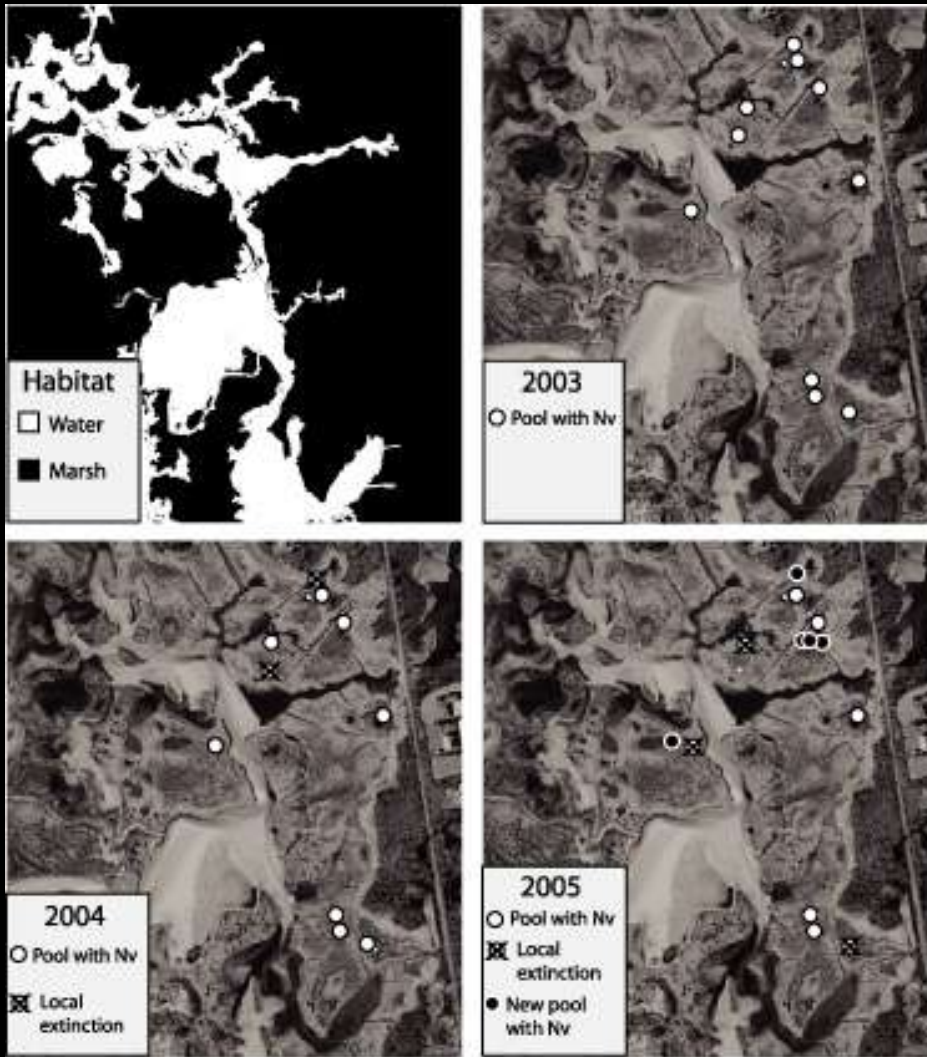 Habitat
Water
Marsh
2003
Pool with Nv
2004
Pool with Nv
Local
extinction
2005
Pool with Nv
Local
extinction
New pool
with Nv